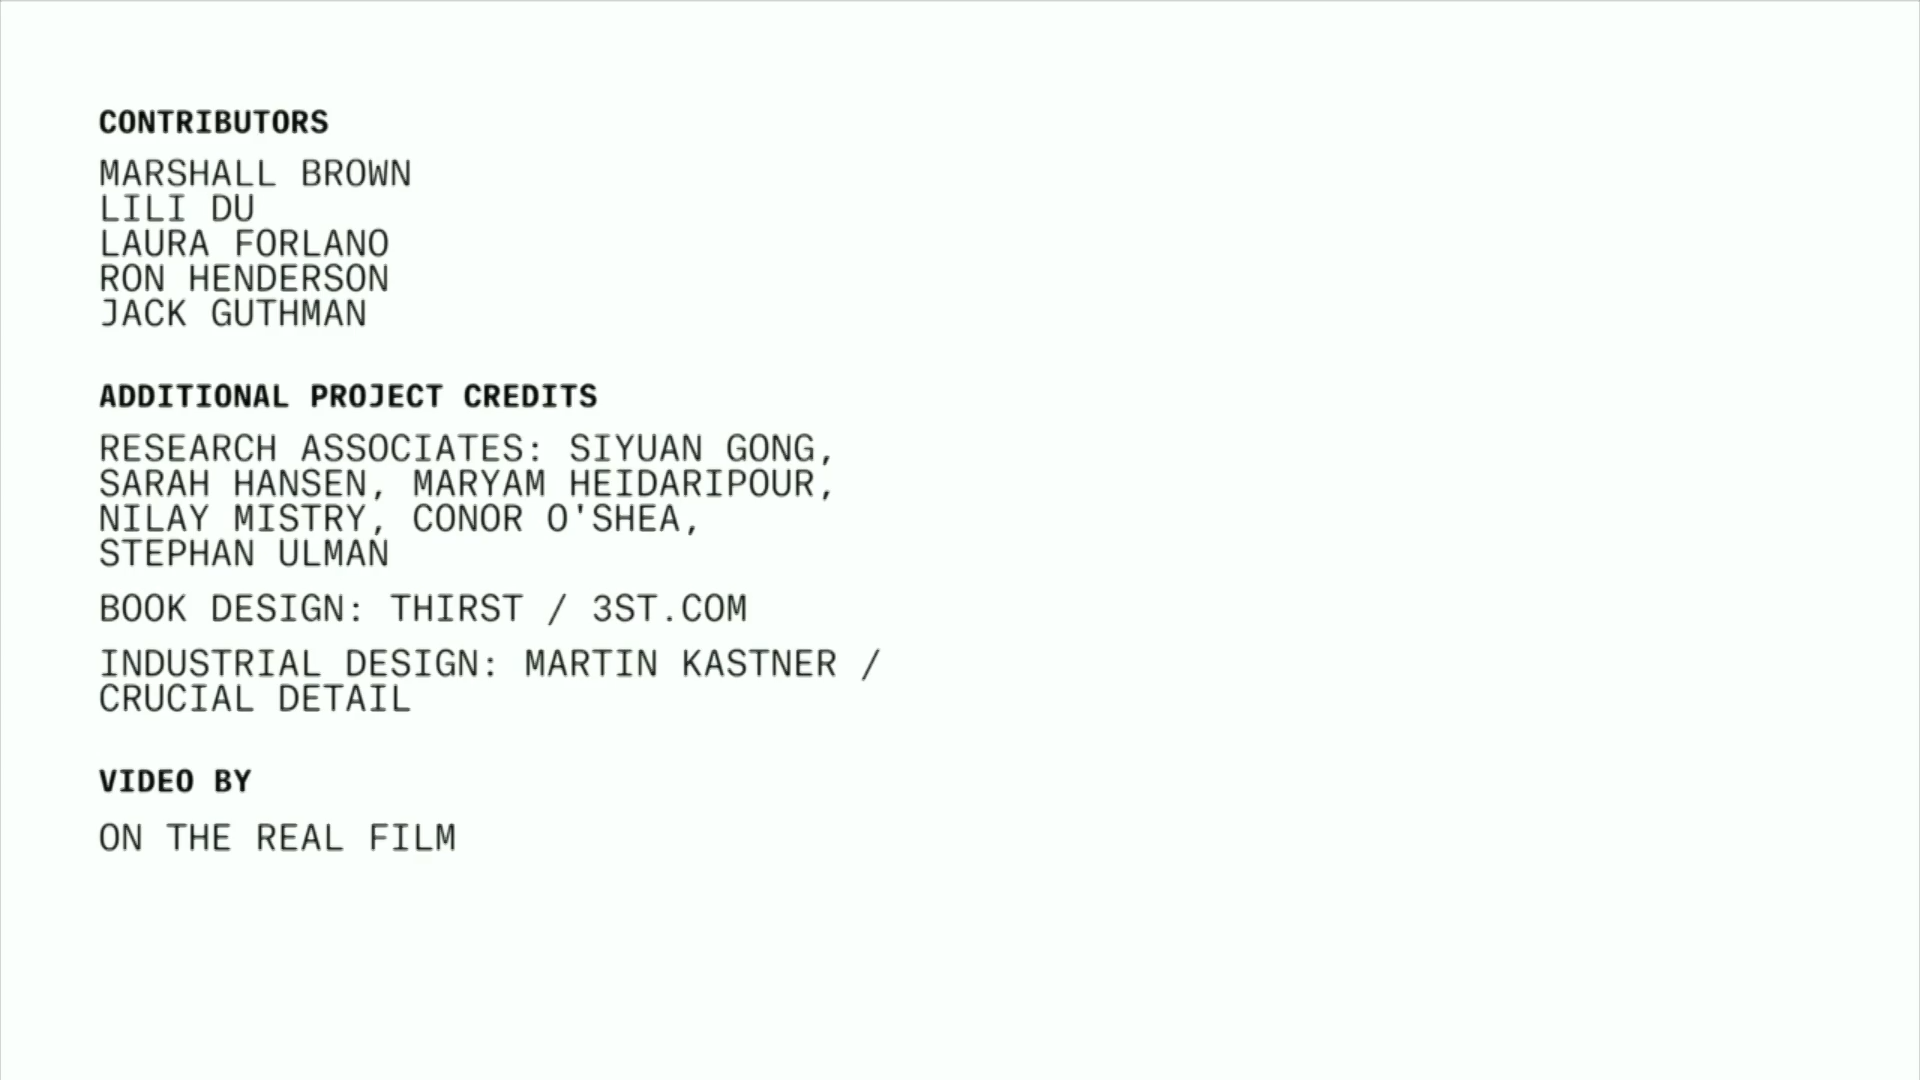 CONTRIBUTORS
MARSHALL BROWN
LILI DU
LAURA FORLANO
RON HENDERSON
JACK GUTHMAN
ADDITIONAL PROJECT CREDITS
RESEARCH ASSOCIATES: SIYUAN GONG,
SARAH HANSEN, MARYAM HEIDARIPOUR,
NILAY MISTRY, CONOR O'SHEA,
STEPHAN ULMAN
BOOK DESIGN: THIRST / 3ST.COM
INDUSTRIAL DESIGN: MARTIN KASTNER /
CRUCIAL DETAIL
VIDEO BY
ON THE REAL FILM